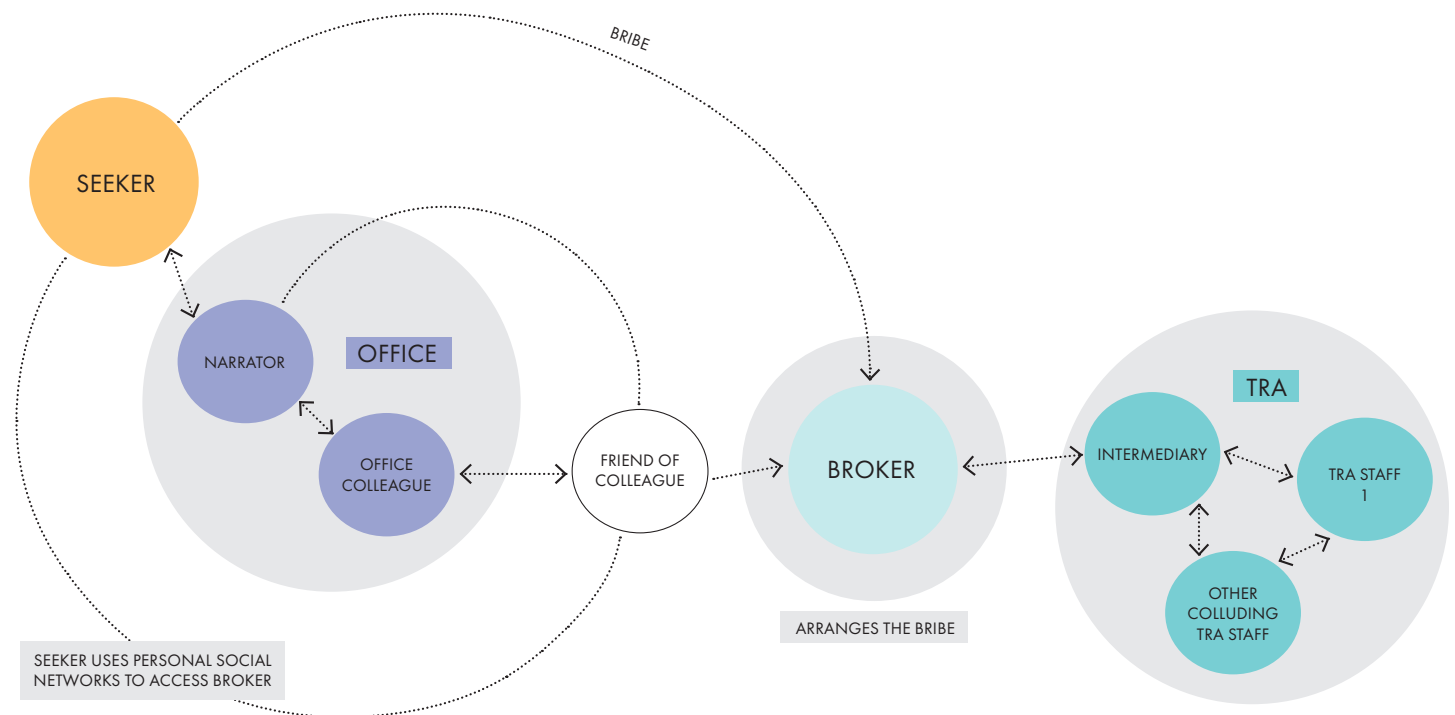 BRIBE
SEEKER
NARRATOR
OFFICE
OFFICE
COLLEAGUE
FRIEND OF
COLLEAGUE
BROKER
ARRANGES THE BRIBE
TRA
INTERMEDIARY
TRA STAFF
1
OTHER
COLLUDING
TRA STAFF
SEEKER USES PERSONAL SOCIAL
NETWORKS TO ACCESS BROKER